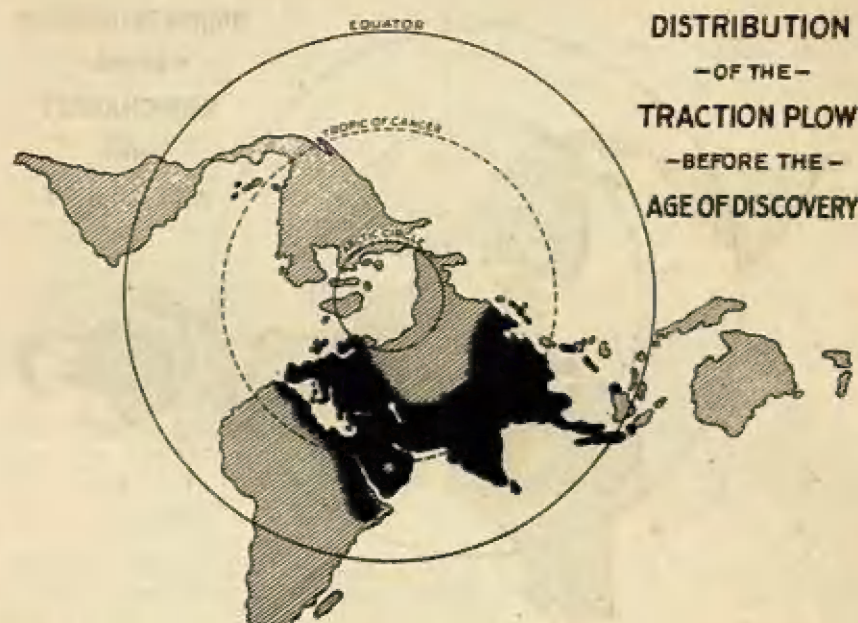 DISTRIBUTION
—OF THE—
TRACTION PLOW
—BEFORE THE—
AGE OF DISCOVERY
EQUATOR
TROPIC OF CANCER
ARCTIC CIRCLE